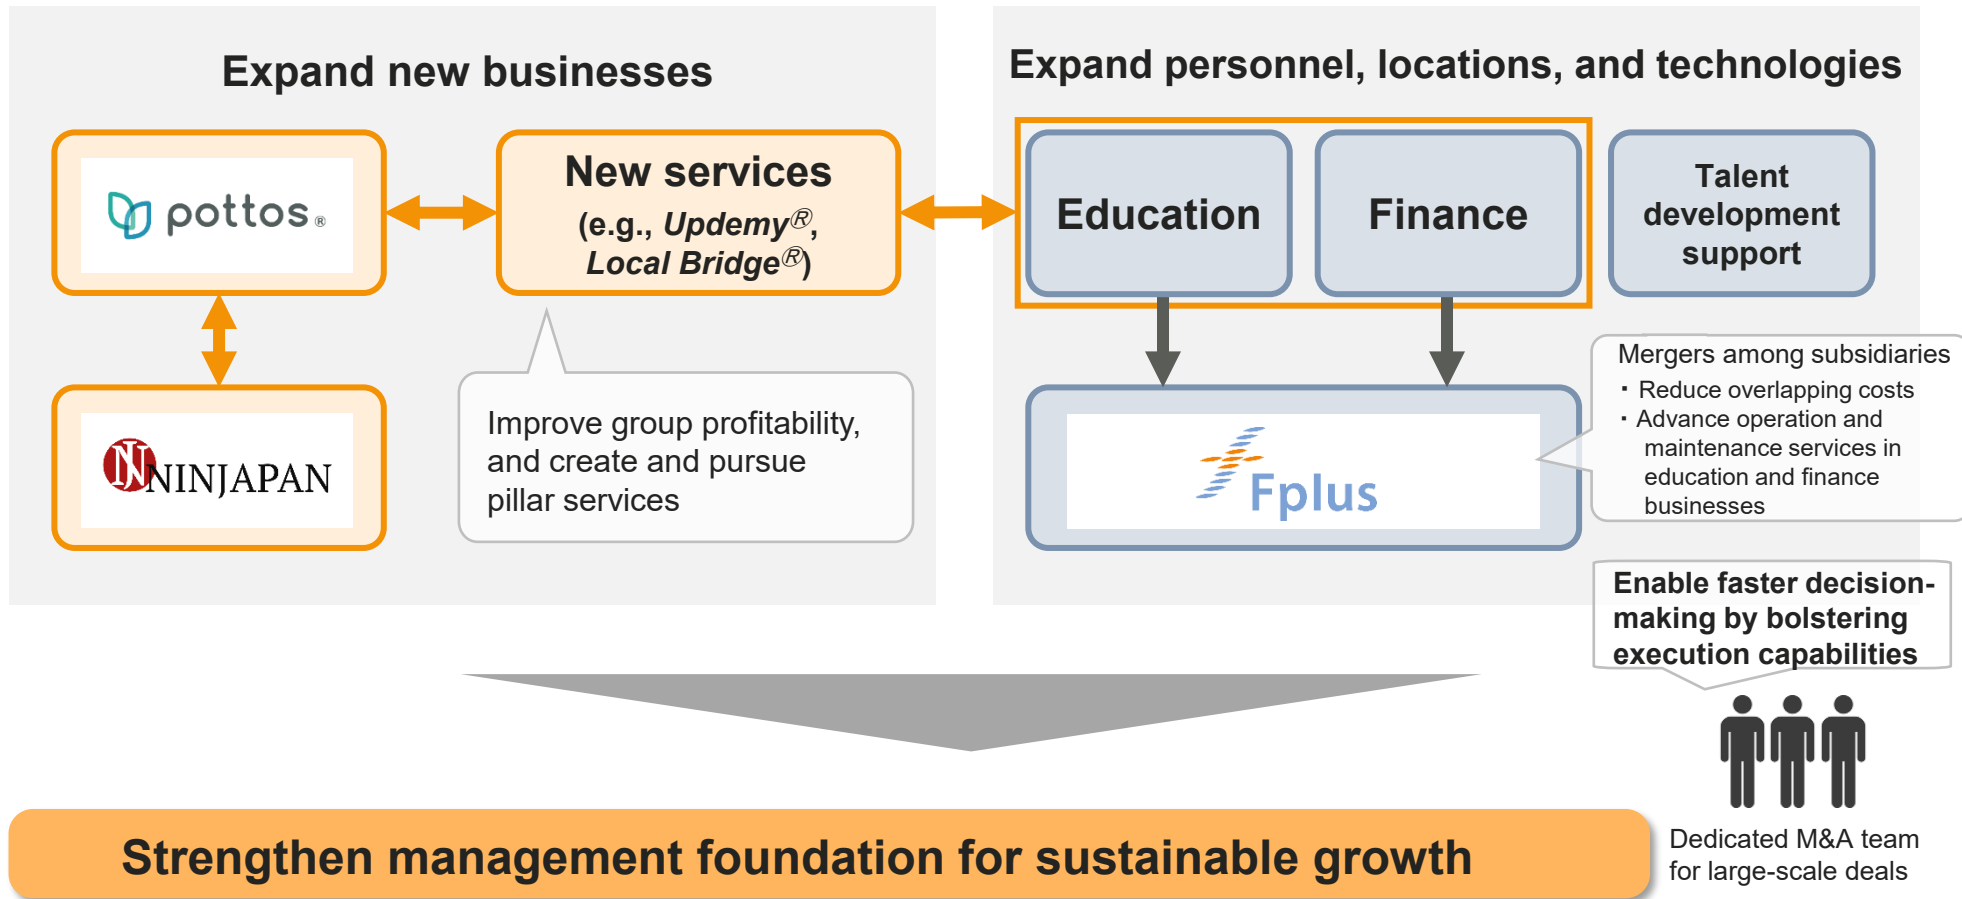 Expand new businesses
pottos®
New services
(e.g., Updemy®,
Local Bridge®)
NINJAPAN
Improve group profitability,
and create and pursue
pillar services
Expand personnel, locations, and technologies
Education
Finance
Talent
development
support
Fplus
Mergers among subsidiaries
・Reduce overlapping costs
・Advance operation and
maintenance services in
education and finance
businesses
Enable faster decision-
making by bolstering
execution capabilities
Dedicated M&A team
for large-scale deals
Strengthen management foundation for sustainable growth